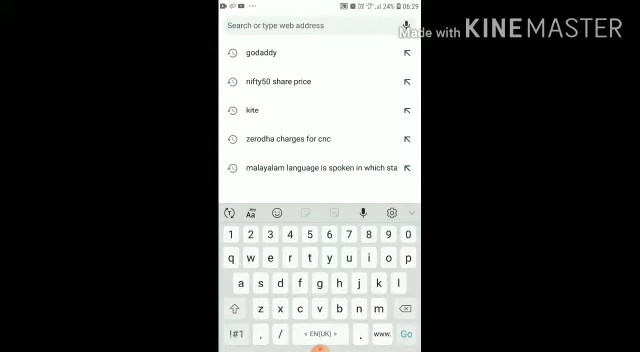 24% 06:29
Search or type web address
Made with KINEMASTER
godaddy
nifty50 share price
kite
zerodha charges for cnc
malayalam language is spoken in which sta
Aa
1 2 3 4 5 6 7 8 9 0
q w e r t y u i o p
a s d f g h j k l
z x c v b n m
!#1 , / < EN(UK) > . www. Go